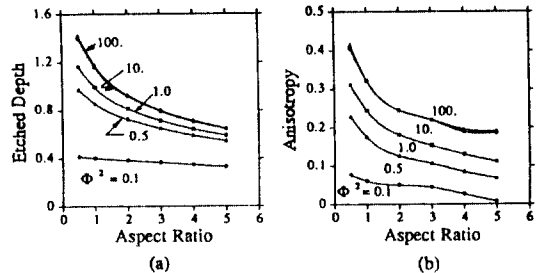 1.6
1.2
0.8
0.4
0
Etched Depth
100.
10.
1.0
0.5
Φ² = 0.1
0 1 2 3 4 5 6
Aspect Ratio
(a)
0.5
0.4
0.3
0.2
0.1
0
Anisotropy
100.
10.
1.0
0.5
Φ² = 0.1
0 1 2 3 4 5 6
Aspect Ratio
(b)